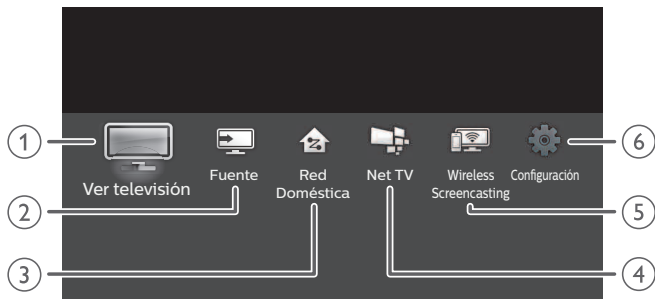 1
6
Ver televisión
Fuente
Red
Doméstica
Net TV
Wireless
Screencasting
Configuración
2
5
3
4